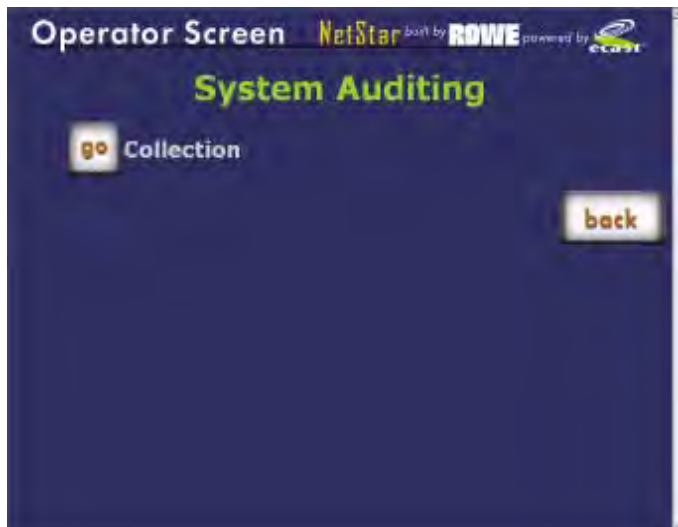 Operator Screen NetStar built by ROWE powered by ecast
System Auditing
go Collection
back